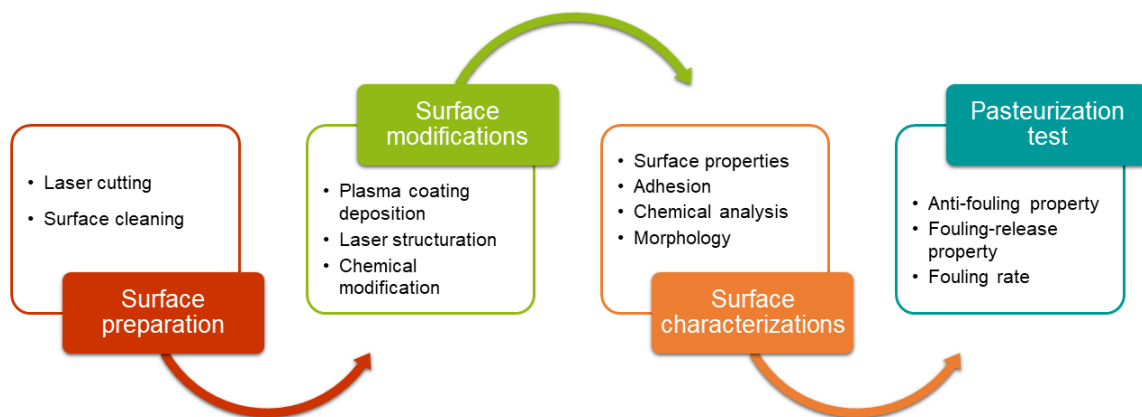 • Laser cutting
• Surface cleaning
Surface
preparation
Surface
modifications
• Plasma coating
deposition
• Laser structuration
• Chemical
modification
• Surface properties
• Adhesion
• Chemical analysis
• Morphology
Surface
characterizations
Pasteurization
test
• Anti-fouling property
• Fouling-release
property
• Fouling rate